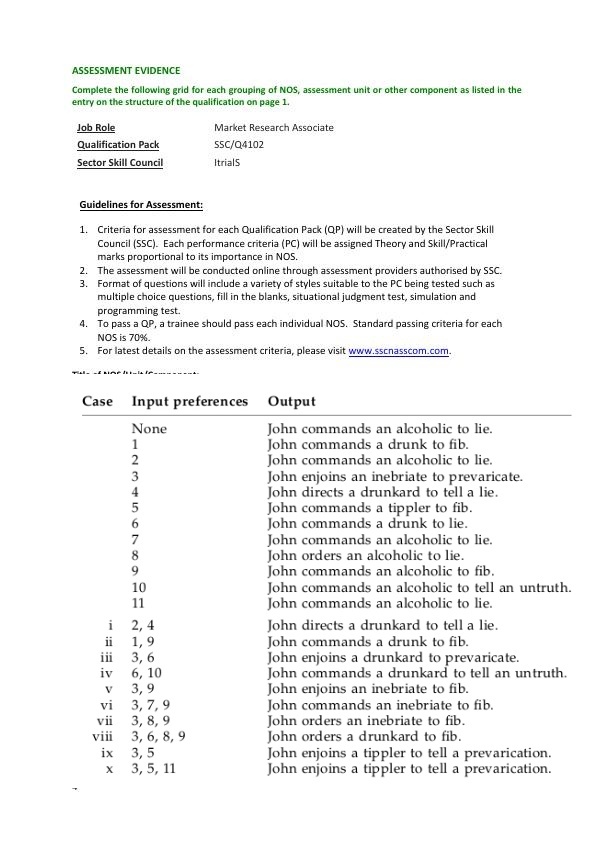 ASSESSMENT EVIDENCE
Complete the following grid for each grouping of NOS, assessment unit or other component as listed in the
entry on the structure of the qualification on page 1.
Job Role Market Research Associate
Qualification Pack SSC/Q4102
Sector Skill Council ItrialS
Guidelines for Assessment:
1. Criteria for assessment for each Qualification Pack (QP) will be created by the Sector Skill
Council (SSC). Each performance criteria (PC) will be assigned Theory and Skill/Practical
marks proportional to its importance in NOS.
2. The assessment will be conducted online through assessment providers authorised by SSC.
3. Format of questions will include a variety of styles suitable to the PC being tested such as
multiple choice questions, fill in the blanks, situational judgment test, simulation and
programming test.
4. To pass a QP, a trainee should pass each individual NOS. Standard passing criteria for each
NOS is 70%.
5. For latest details on the assessment criteria, please visit www.sscnasscom.com.
Title of NOS/Unit/Component:
Case Input preferences Output
None John commands an alcoholic to lie.
1 John commands a drunk to fib.
2 John commands an alcoholic to lie.
3 John enjoins an inebriate to prevaricate.
4 John directs a drunkard to tell a lie.
5 John commands a tippler to fib.
6 John commands a drunk to lie.
7 John commands an alcoholic to lie.
8 John orders an alcoholic to lie.
9 John commands an alcoholic to fib.
10 John commands an alcoholic to tell an untruth.
11 John commands an alcoholic to lie.
i 2, 4 John directs a drunkard to tell a lie.
ii 1, 9 John commands a drunk to fib.
iii 3, 6 John enjoins a drunkard to prevaricate.
iv 6, 10 John commands a drunkard to tell an untruth.
v 3, 9 John enjoins an inebriate to fib.
vi 3, 7, 9 John commands an inebriate to fib.
vii 3, 8, 9 John orders an inebriate to fib.
viii 3, 6, 8, 9 John orders a drunkard to fib.
ix 3, 5 John enjoins a tippler to tell a prevarication.
x 3, 5, 11 John enjoins a tippler to tell a prevarication.